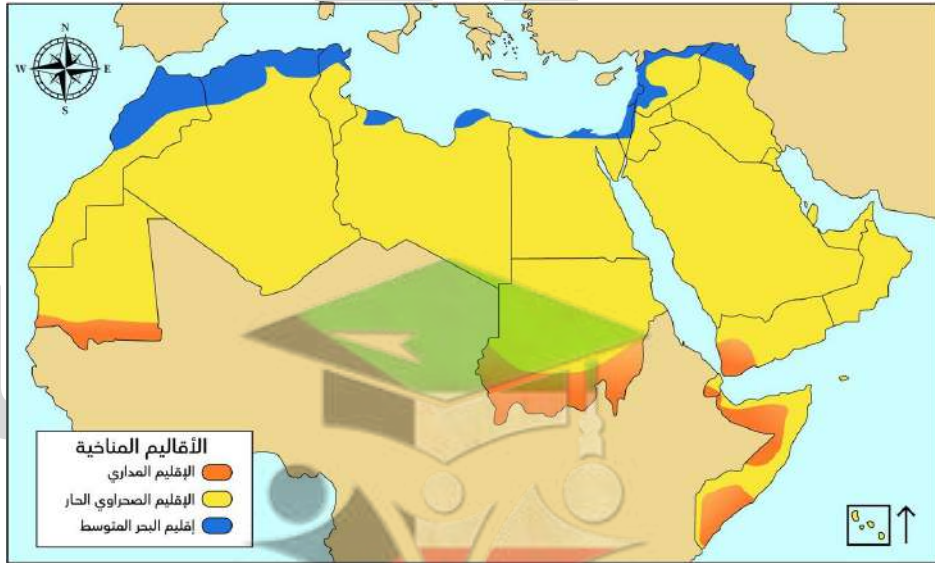 N
W E
S
الأقاليم المناخية
الإقليم المداري
الإقليم الصحراوي الحار
إقليم البحر المتوسط